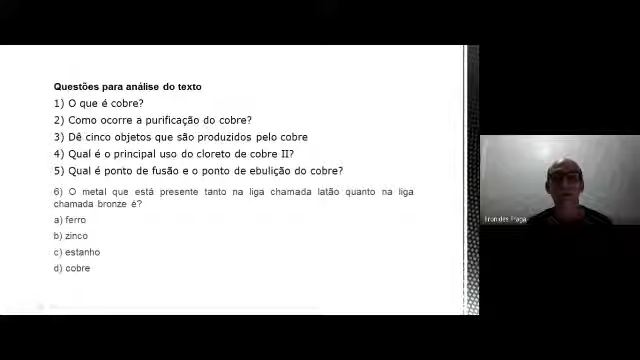 Questões para análise do texto
1) O que é cobre?
2) Como ocorre a purificação do cobre?
3) Dê cinco objetos que são produzidos pelo cobre
4) Qual é o principal uso do cloreto de cobre II?
5) Qual é ponto de fusão e o ponto de ebulição do cobre?
6) O metal que está presente tanto na liga chamada latão quanto na liga
chamada bronze é?
a) ferro
b) zinco
c) estanho
d) cobre